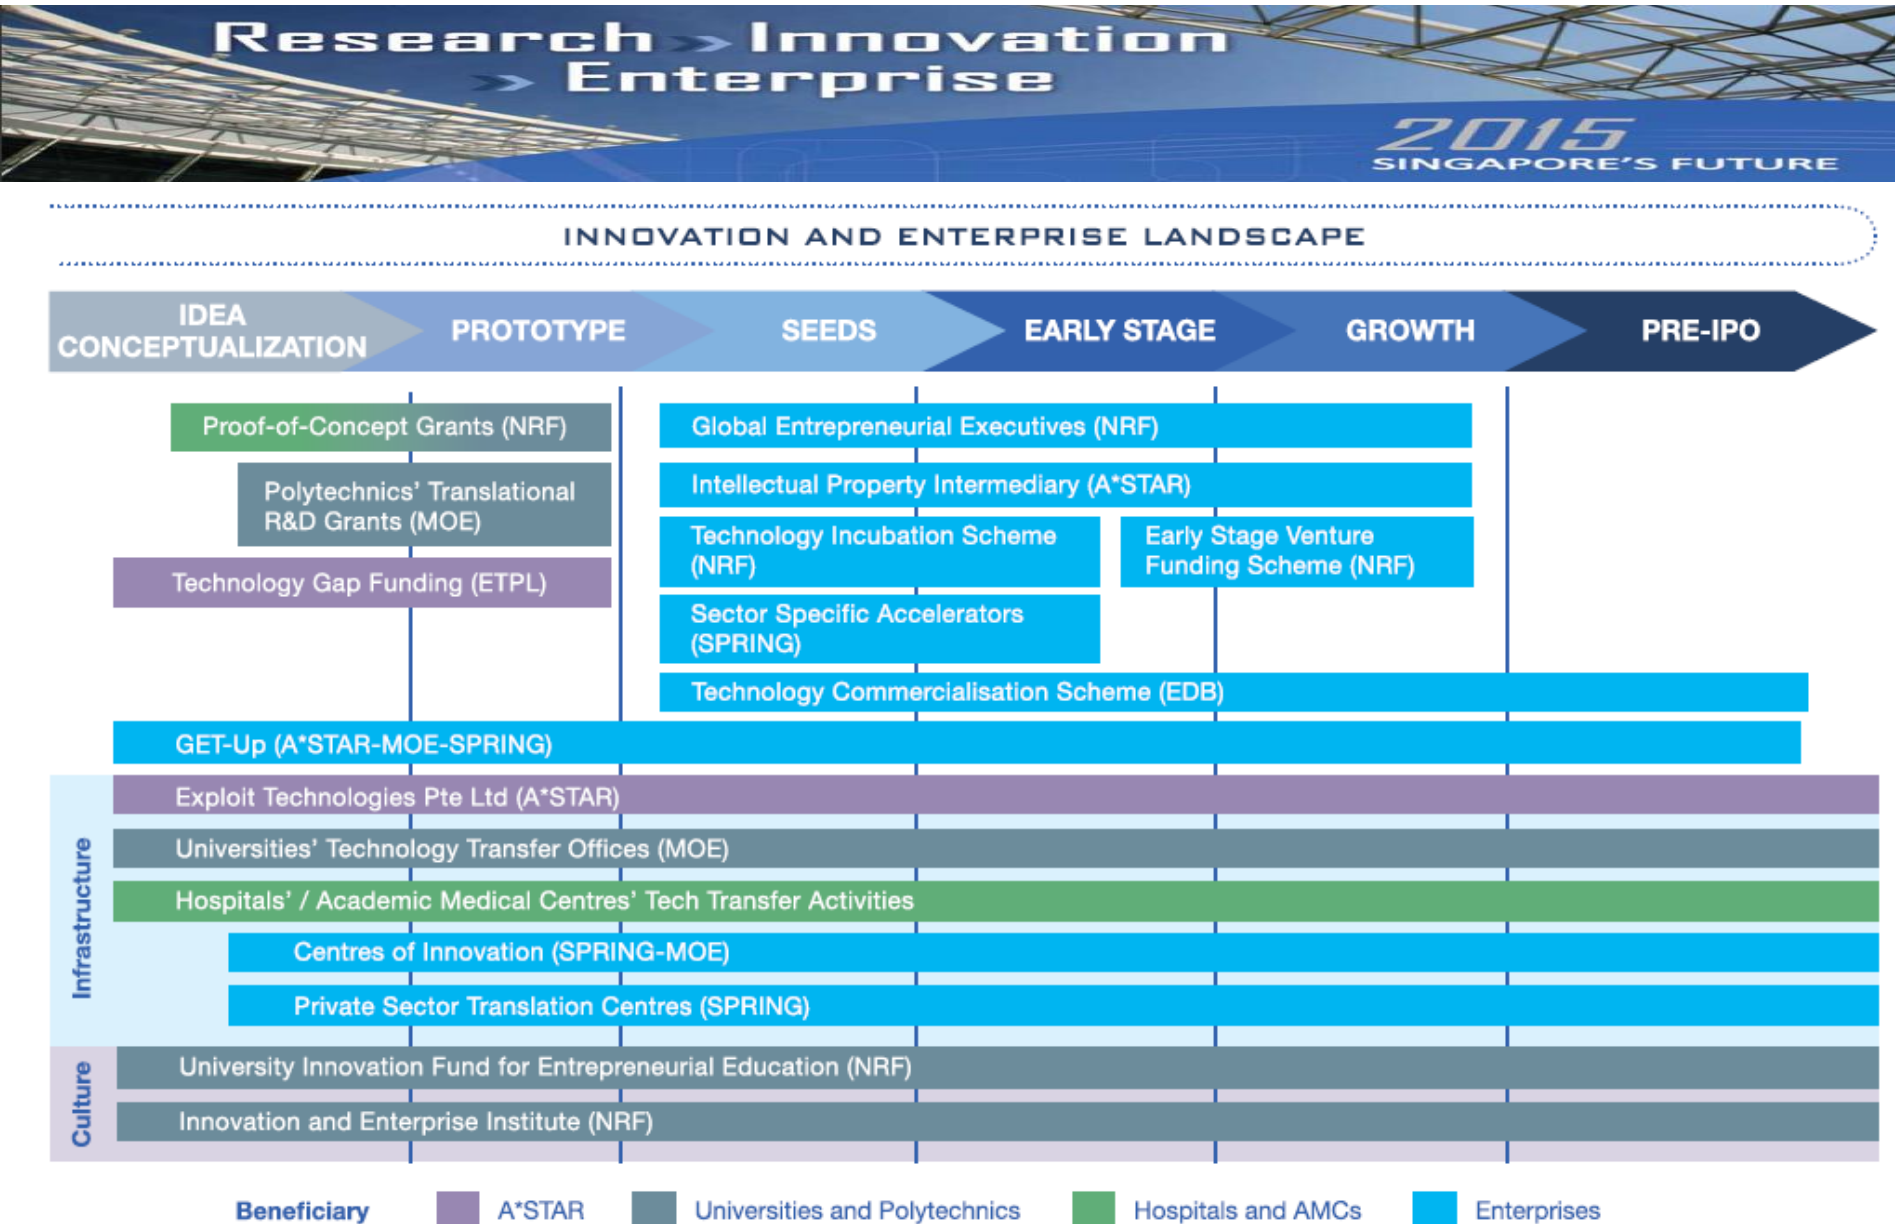 Research » Innovation
» Enterprise
2015
SINGAPORE'S FUTURE
INNOVATION AND ENTERPRISE LANDSCAPE
IDEA
CONCEPTUALIZATION
PROTOTYPE
SEEDS
EARLY STAGE
GROWTH
PRE-IPO
Proof-of-Concept Grants (NRF)
Global Entrepreneurial Executives (NRF)
Polytechnics' Translational
R&D Grants (MOE)
Intellectual Property Intermediary (A*STAR)
Technology Incubation Scheme
(NRF)
Early Stage Venture
Funding Scheme (NRF)
Technology Gap Funding (ETPL)
Sector Specific Accelerators
(SPRING)
Technology Commercialisation Scheme (EDB)
GET-Up (A*STAR-MOE-SPRING)
Infrastructure
Exploit Technologies Pte Ltd (A*STAR)
Universities' Technology Transfer Offices (MOE)
Hospitals' / Academic Medical Centres' Tech Transfer Activities
Centres of Innovation (SPRING-MOE)
Private Sector Translation Centres (SPRING)
Culture
University Innovation Fund for Entrepreneurial Education (NRF)
Innovation and Enterprise Institute (NRF)
Beneficiary
A*STAR
Universities and Polytechnics
Hospitals and AMCs
Enterprises